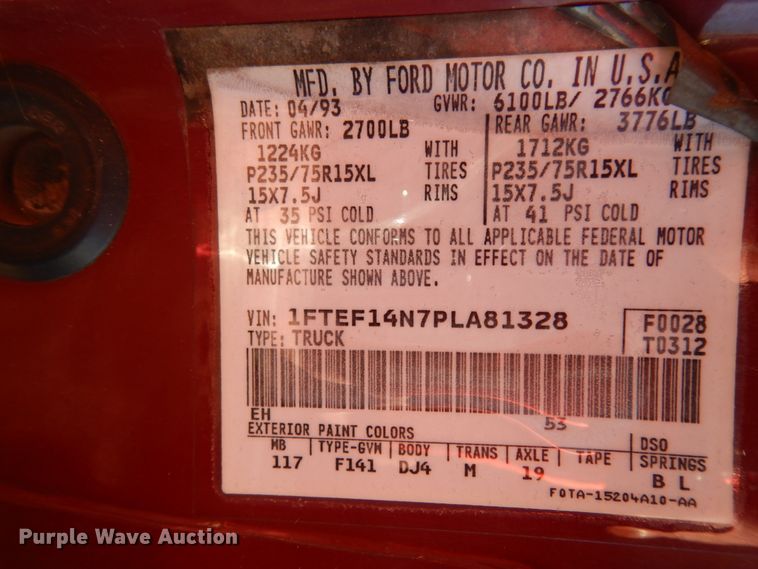 MFD. BY FORD MOTOR CO. IN U.S.A
DATE: 04/93 GVWR: 6100LB/ 2766KG
FRONT GAWR: 2700LB REAR GAWR: 3776LB
1224KG WITH 1712KG WITH
P235/75R15XL TIRES P235/75R15XL TIRES
15X7.5J RIMS 15X7.5J RIMS
AT 35 PSI COLD AT 41 PSI COLD
THIS VEHICLE CONFORMS TO ALL APPLICABLE FEDERAL MOTOR
VEHICLE SAFETY STANDARDS IN EFFECT ON THE DATE OF
MANUFACTURE SHOWN ABOVE.
VIN: 1FTEF14N7PLA81328 F0028
TYPE: TRUCK T0312
EH 53
EXTERIOR PAINT COLORS DSO
WB TYPE-GVW BODY TRANS AXLE TAPE SPRINGS
117 F141 DJ4 M 19 B L
F0TA-15204A10-AA
Purple Wave Auction